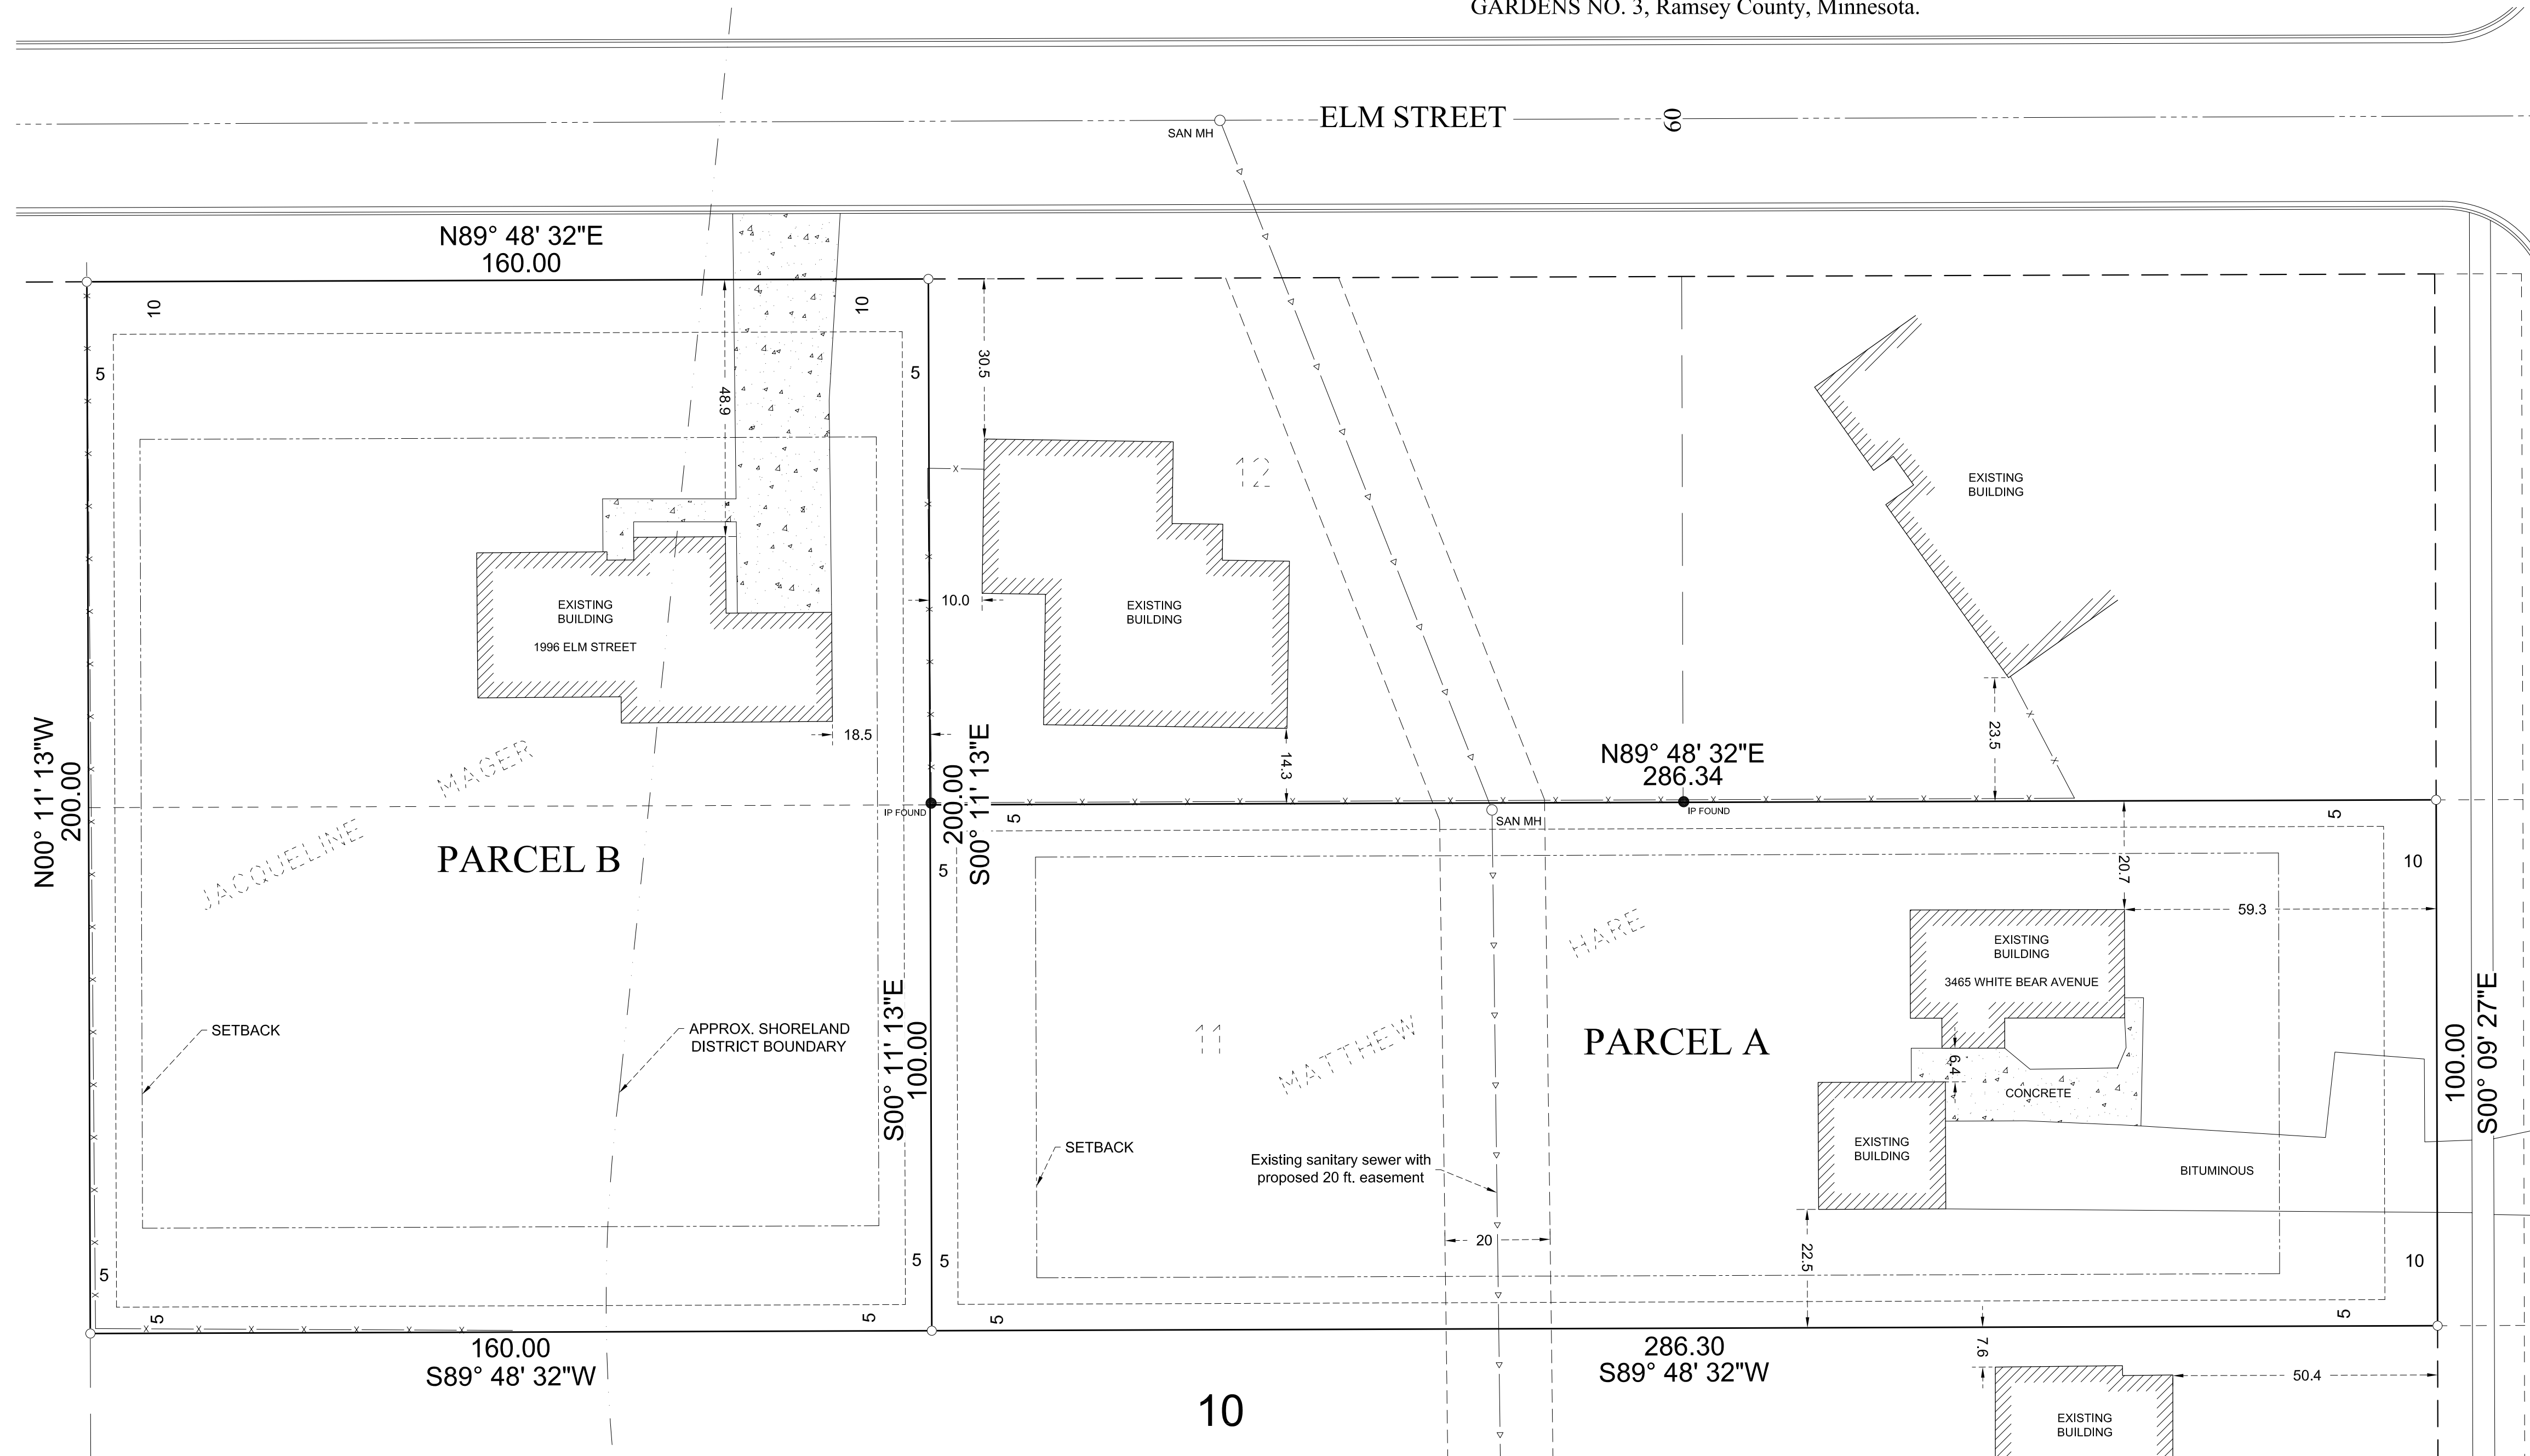 GARDENS NO. 3, Ramsey County, Minnesota.
SAN MH
ELM STREET
60
N89° 48' 32"E
160.00
10
10
5
5
48.9
30.5
12
EXISTING
BUILDING
EXISTING
BUILDING
1996 ELM STREET
10.0
EXISTING
BUILDING
18.5
14.3
23.5
N89° 48' 32"E
286.34
N00° 11' 13"W
200.00
MAGER
JACQUELINE
PARCEL B
IP FOUND
200.00
S00° 11' 13"E
5
SAN MH
IP FOUND
5
5
10
20.7
59.3
HARE
EXISTING
BUILDING
3465 WHITE BEAR AVENUE
SETBACK
APPROX. SHORELAND
DISTRICT BOUNDARY
S00° 11' 13"E
100.00
11
MATTHEW
PARCEL A
6.4
CONCRETE
100.00
S00° 09' 27"E
SETBACK
Existing sanitary sewer with
proposed 20 ft. easement
EXISTING
BUILDING
BITUMINOUS
20
22.5
5
5
5
10
5
5
5
5
160.00
S89° 48' 32"W
286.30
S89° 48' 32"W
7.6
50.4
10
EXISTING
BUILDING